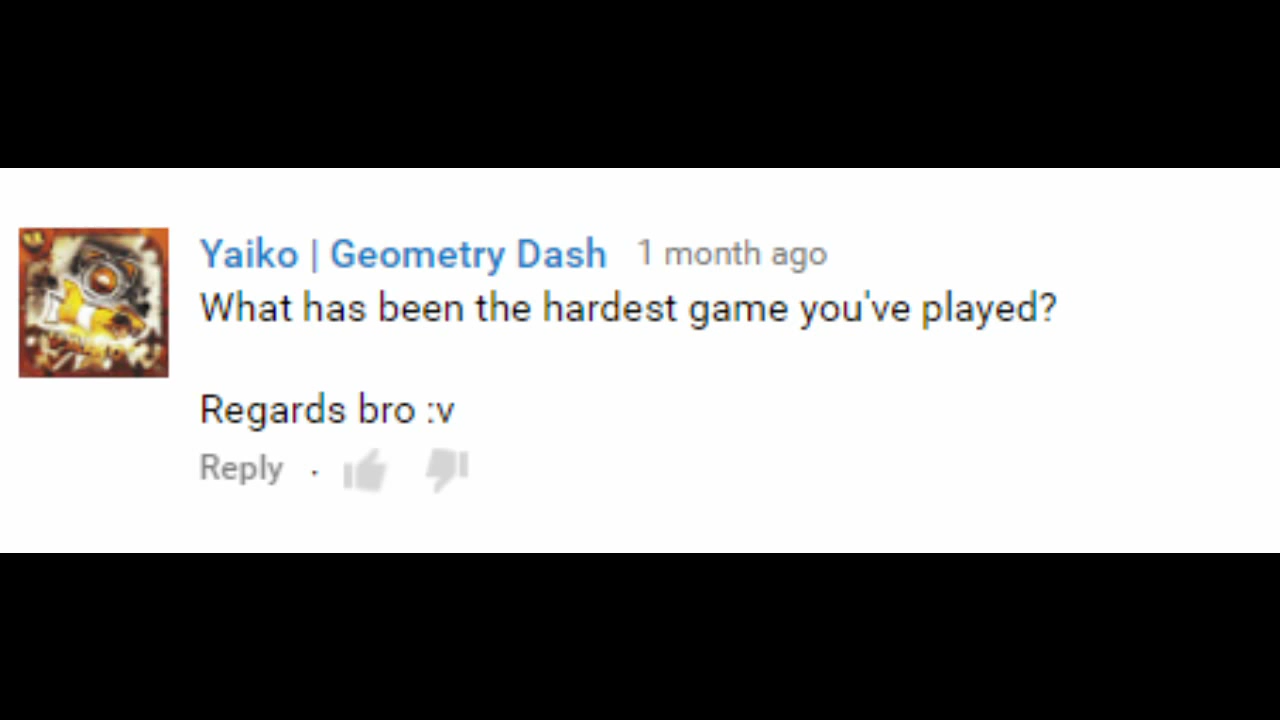 Yaiko | Geometry Dash 1 month ago
What has been the hardest game you've played?
Regards bro :v
Reply ·